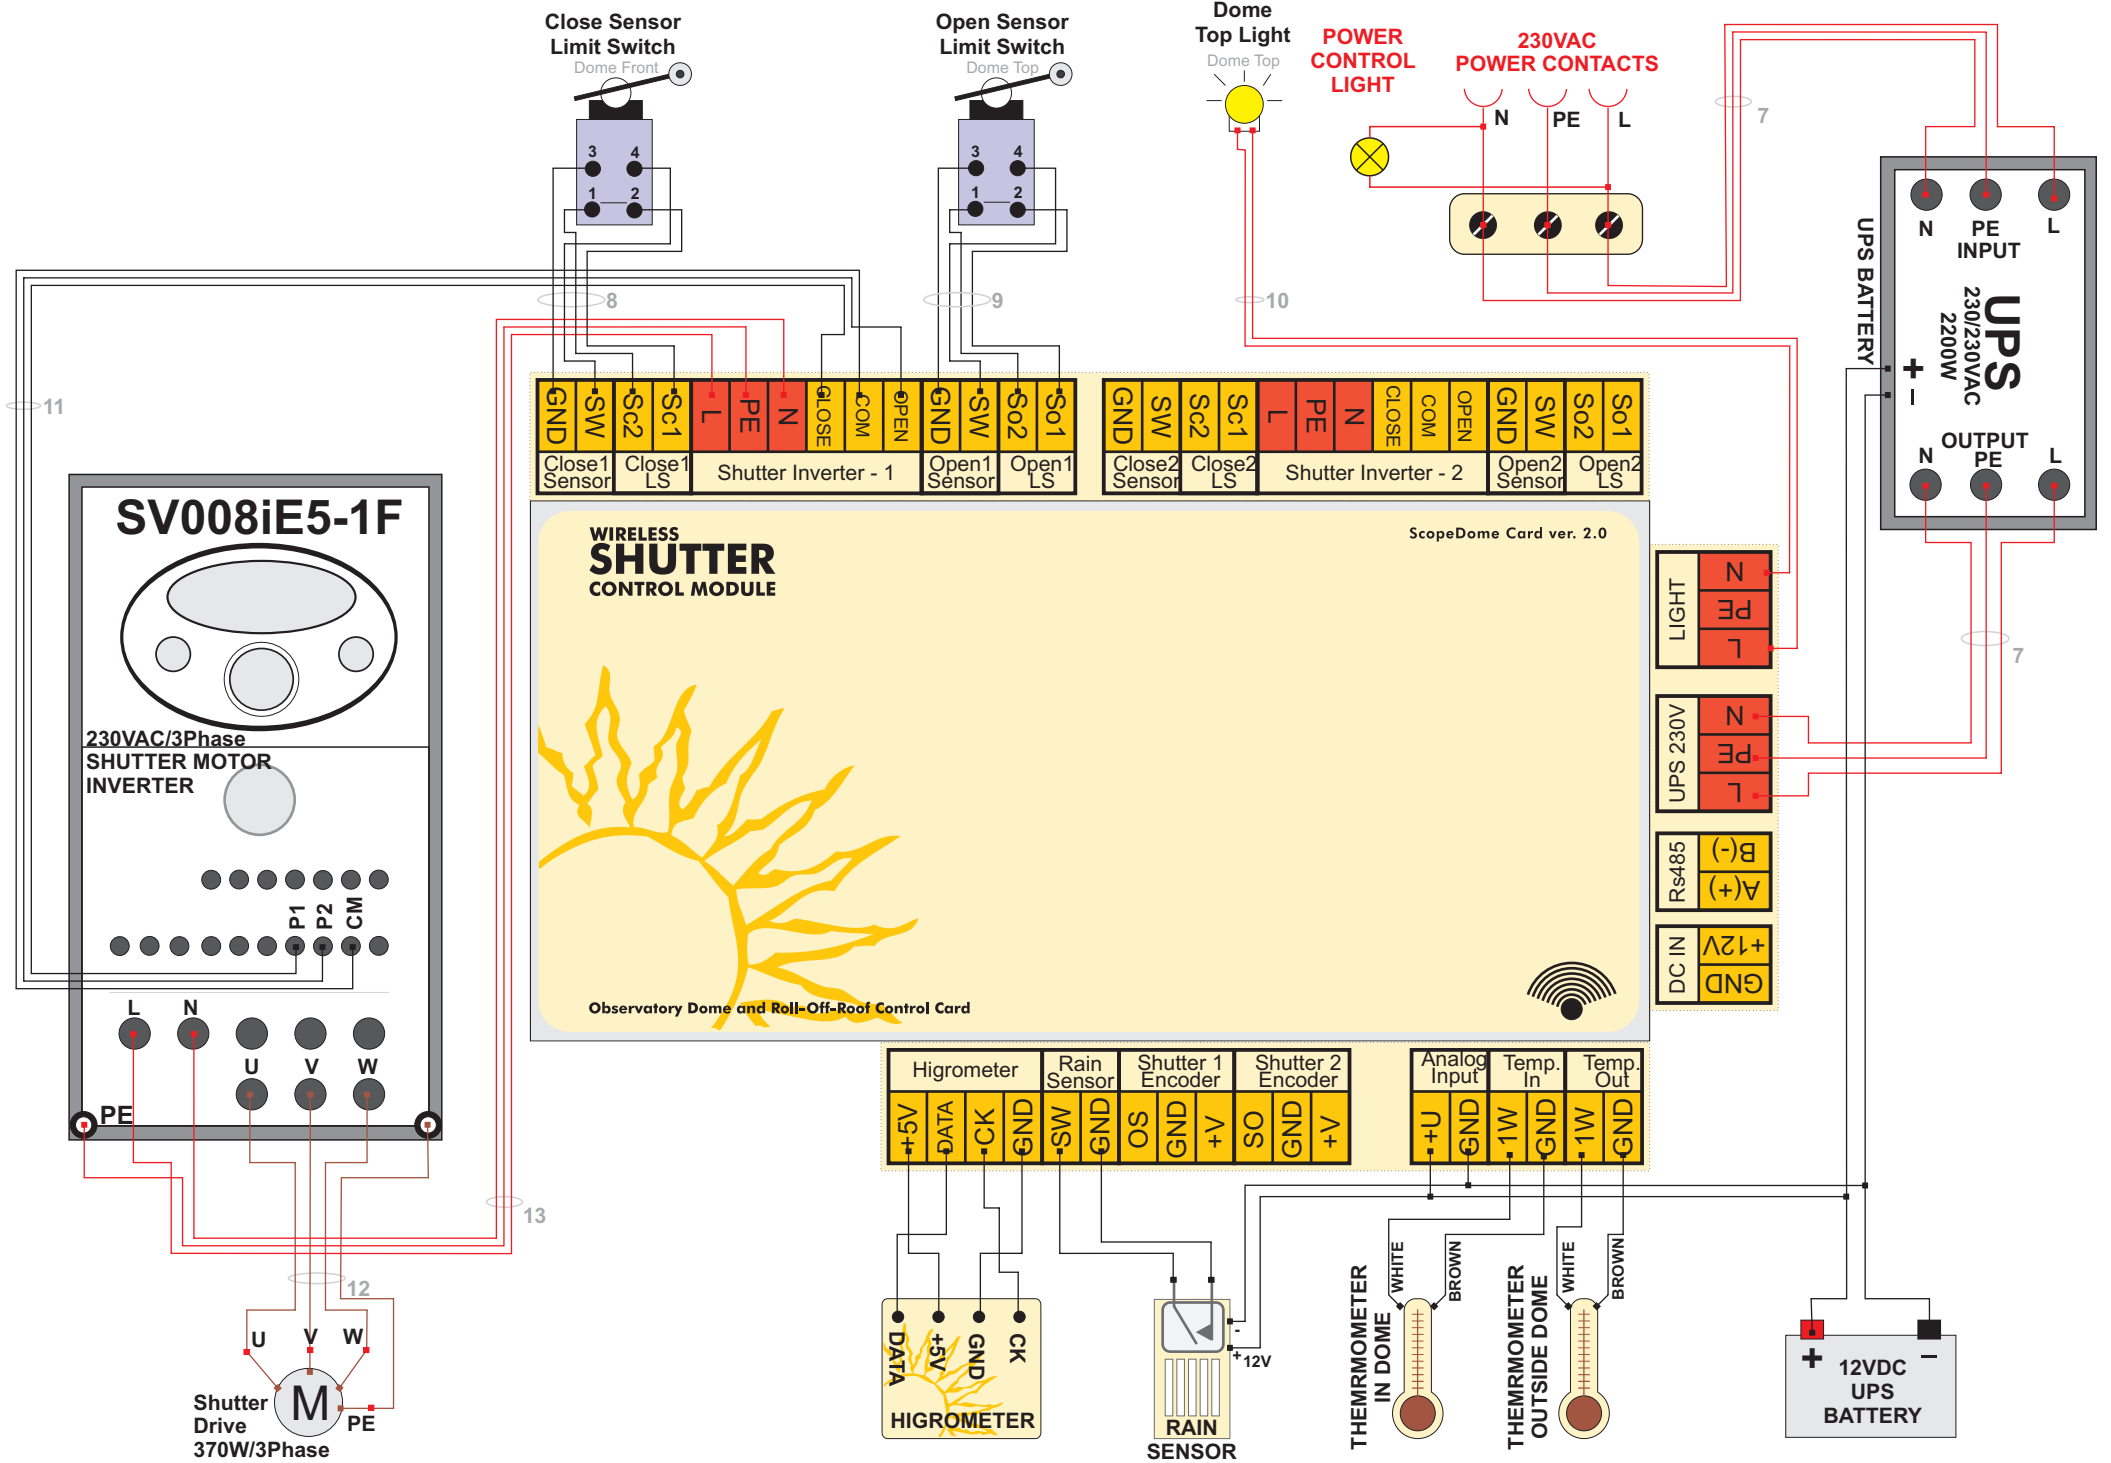 Close Sensor
Limit Switch
Dome Front
3 4
1 2
Open Sensor
Limit Switch
Dome Top
3 4
1 2
Dome
Top Light
Dome Top
POWER
CONTROL
LIGHT
230VAC
POWER CONTACTS
N PE L
7
8
9
10
11
N PE L
INPUT
UPS
230/230VAC
2200W
UPS BATTERY
+
−
OUTPUT
N PE L
7
GND SW Sc2 Sc1 L PE N CLOSE COM OPEN GND SW So2 So1
Close1
Sensor
Close1
LS
Shutter Inverter - 1
Open1
Sensor
Open1
LS
GND SW Sc2 Sc1 L PE N CLOSE COM OPEN GND SW So2 So1
Close2
Sensor
Close2
LS
Shutter Inverter - 2
Open2
Sensor
Open2
LS
WIRELESS
SHUTTER
CONTROL MODULE
ScopeDome Card ver. 2.0
Observatory Dome and Roll-Off-Roof Control Card
LIGHT
N
PE
L
UPS 230V
N
PE
L
Rs485
B(-)
A(+)
DC IN
+12V
GND
SV008iE5-1F
230VAC/3Phase
SHUTTER MOTOR
INVERTER
P1 P2 CM
L N
U V W
PE
13
12
U V W
M
PE
Shutter
Drive
370W/3Phase
Higrometer
Rain
Sensor
Shutter 1
Encoder
Shutter 2
Encoder
Analog
Input
Temp.
In
Temp.
Out
+5V DATA CK GND SW GND OS GND +V SO GND +V +U GND 1W GND 1W GND
DATA +5V GND CK
HIGROMETER
-
+12V
RAIN
SENSOR
WHITE
BROWN
THEMRMOMETER
IN DOME
WHITE
BROWN
THEMRMOMETER
OUTSIDE DOME
+ −
12VDC
UPS
BATTERY